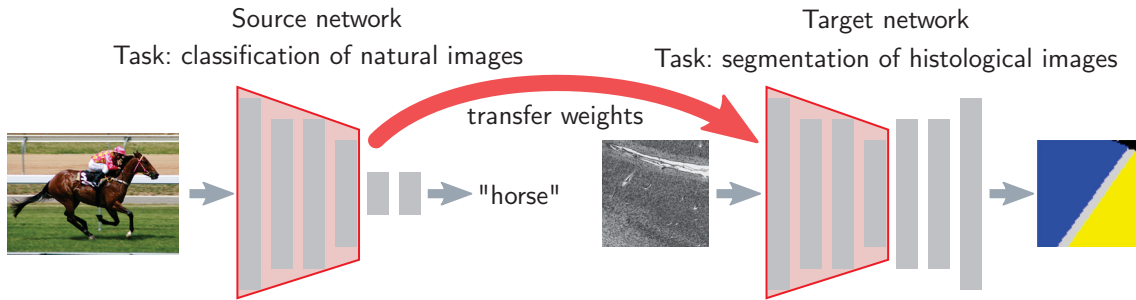 Source network
Task: classification of natural images
Target network
Task: segmentation of histological images
transfer weights
"horse"